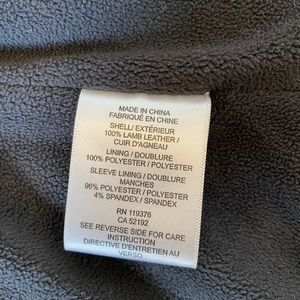 MADE IN CHINA
FABRIQUÉ EN CHINE
SHELL/ EXTÉRIEUR
100% LAMB LEATHER /
CUIR D'AGNEAU
LINING / DOUBLURE
100% POLYESTER / POLYESTER
SLEEVE LINING / DOUBLURE
MANCHES
96% POLYESTER / POLYESTER
4% SPANDEX / SPANDEX
RN 119376
CA 52192
SEE REVERSE SIDE FOR CARE
INSTRUCTION
DIRECTIVE D'ENTRETIEN AU
VERSO